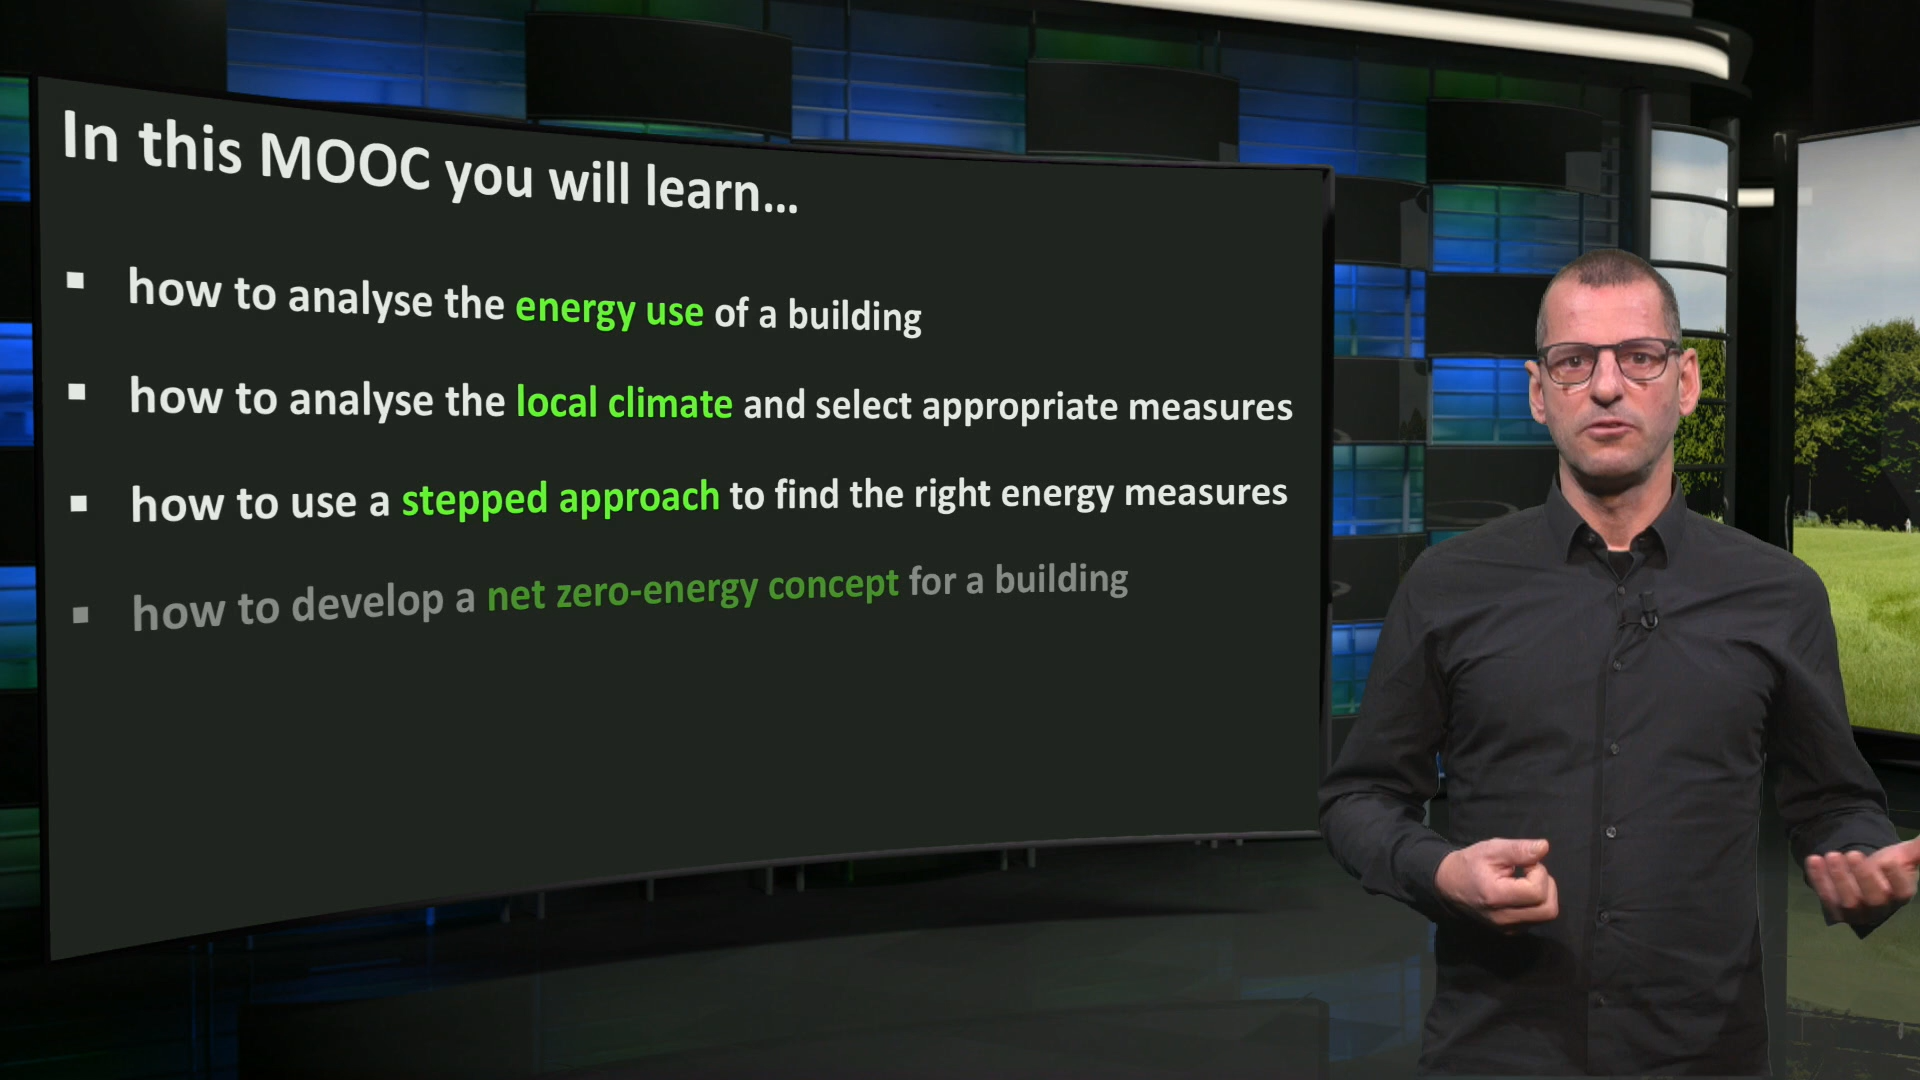 In this MOOC you will learn...
▪ how to analyse the energy use of a building
▪ how to analyse the local climate and select appropriate measures
▪ how to use a stepped approach to find the right energy measures
▪ how to develop a net zero-energy concept for a building